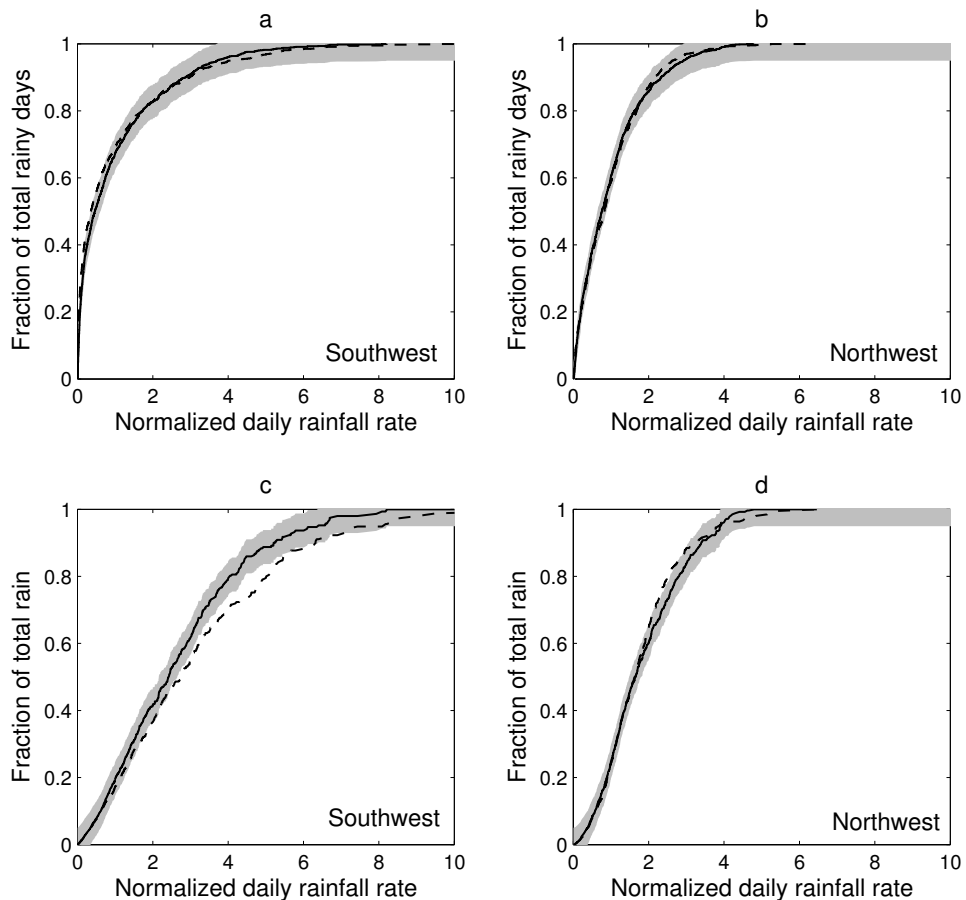 a
Fraction of total rainy days
1
0.8
0.6
0.4
0.2
0
Southwest
0 2 4 6 8 10
Normalized daily rainfall rate
b
Fraction of total rainy days
1
0.8
0.6
0.4
0.2
0
Northwest
0 2 4 6 8 10
Normalized daily rainfall rate
c
Fraction of total rain
1
0.8
0.6
0.4
0.2
0
Southwest
0 2 4 6 8 10
Normalized daily rainfall rate
d
Fraction of total rain
1
0.8
0.6
0.4
0.2
0
Northwest
0 2 4 6 8 10
Normalized daily rainfall rate